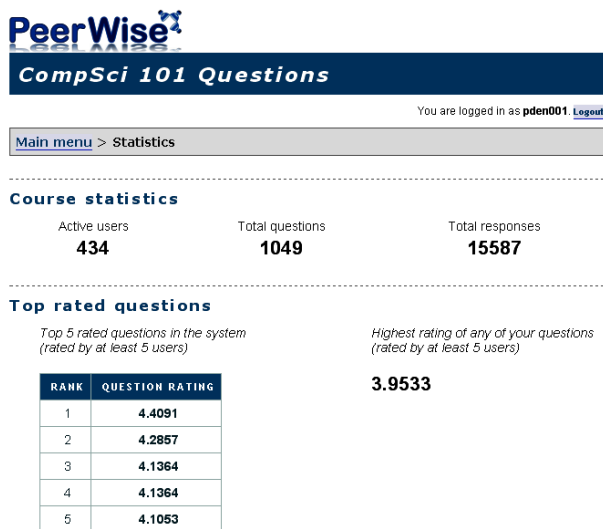 PeerWise
CompSci 101 Questions
You are logged in as pden001. Logout
Main menu > Statistics
Course statistics
Active users Total questions Total responses
434 1049 15587
Top rated questions
Top 5 rated questions in the system
(rated by at least 5 users)
Highest rating of any of your questions
(rated by at least 5 users)
3.9533
RANK QUESTION RATING
1 4.4091
2 4.2857
3 4.1364
4 4.1364
5 4.1053